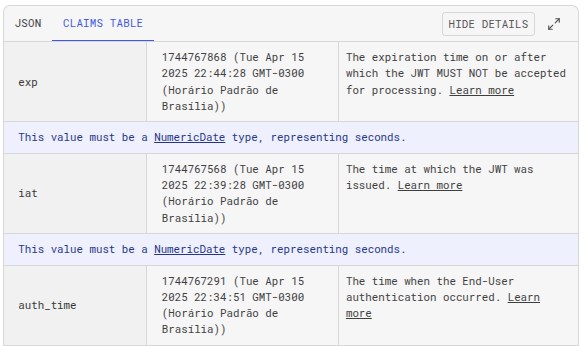 JSON CLAIMS TABLE HIDE DETAILS
exp
1744767868 (Tue Apr 15
2025 22:44:28 GMT-0300
(Horário Padrão de
Brasília))
The expiration time on or after
which the JWT MUST NOT be accepted
for processing. Learn more
This value must be a NumericDate type, representing seconds.
iat
1744767568 (Tue Apr 15
2025 22:39:28 GMT-0300
(Horário Padrão de
Brasília))
The time at which the JWT was
issued. Learn more
This value must be a NumericDate type, representing seconds.
auth_time
1744767291 (Tue Apr 15
2025 22:34:51 GMT-0300
(Horário Padrão de
Brasília))
The time when the End-User
authentication occurred. Learn
more